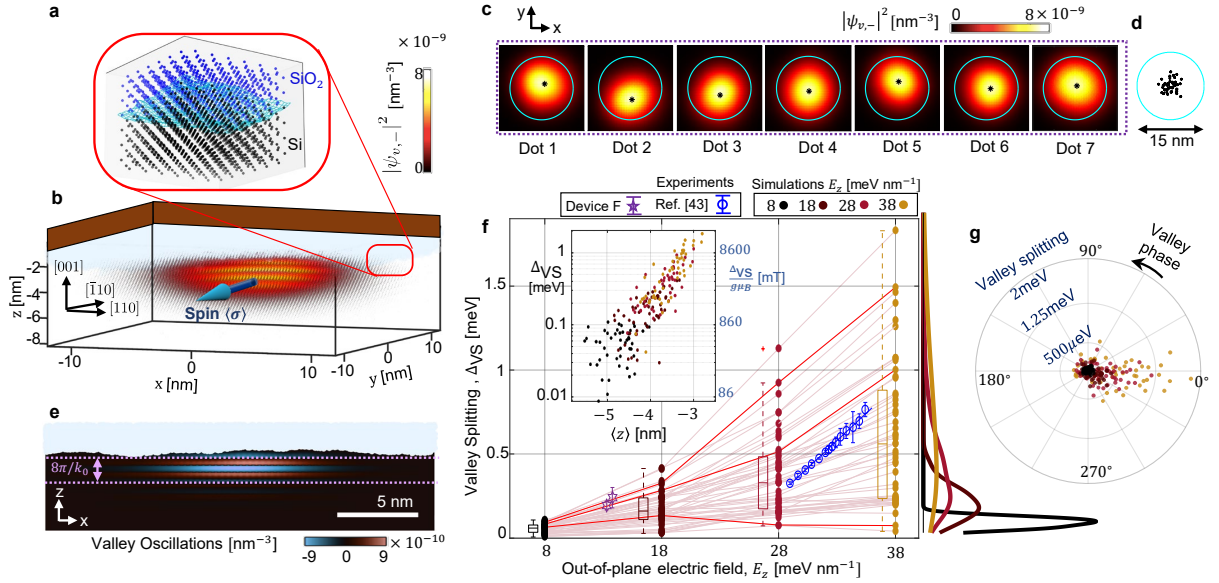 a
SiO₂
Si
|ψᵥ,₋|² [nm⁻³]
× 10⁻⁹
8
0
b
z [nm]
-2
-4
-6
-8
[001]
[1̅10]
[110]
Spin ⟨σ⟩
-10
0
10
x [nm]
-10
0
10
y [nm]
c
y
x
|ψᵥ,₋|² [nm⁻³]
0
8 × 10⁻⁹
Dot 1
Dot 2
Dot 3
Dot 4
Dot 5
Dot 6
Dot 7
d
15 nm
e
8π/k₀
z
x
5 nm
Valley Oscillations [nm⁻³]
-9
0
9
× 10⁻¹⁰
f
Experiments
Device F
Ref. [43]
Simulations E_z [meV nm⁻¹]
8
18
28
38
Valley Splitting , Δ_VS [meV]
0
0.5
1
1.5
8
18
28
38
Out-of-plane electric field, E_z [meV nm⁻¹]
Δ_VS
[meV]
1
0.1
0.01
-5
-4
-3
⟨z⟩ [nm]
8600
860
86
Δ_VS/gμ_B [mT]
g
Valley splitting
2meV
1.25meV
500μeV
Valley phase
90°
180°
0°
270°